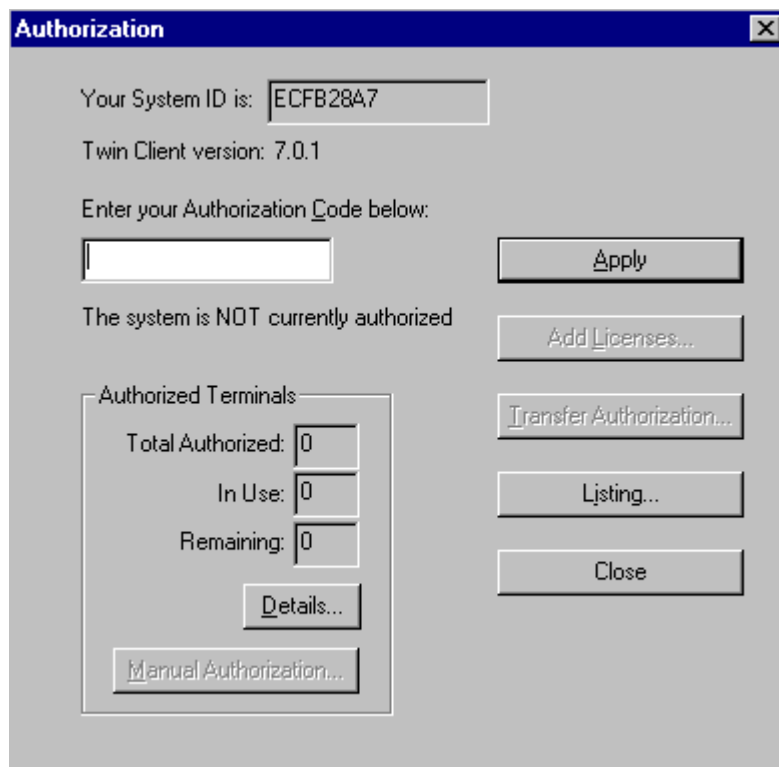 Authorization
Your System ID is: ECFB28A7
Twin Client version: 7.0.1
Enter your Authorization Code below:
Apply
The system is NOT currently authorized
Add Licenses...
Authorized Terminals
Transfer Authorization...
Total Authorized: 0
In Use: 0
Listing...
Remaining: 0
Close
Details...
Manual Authorization...